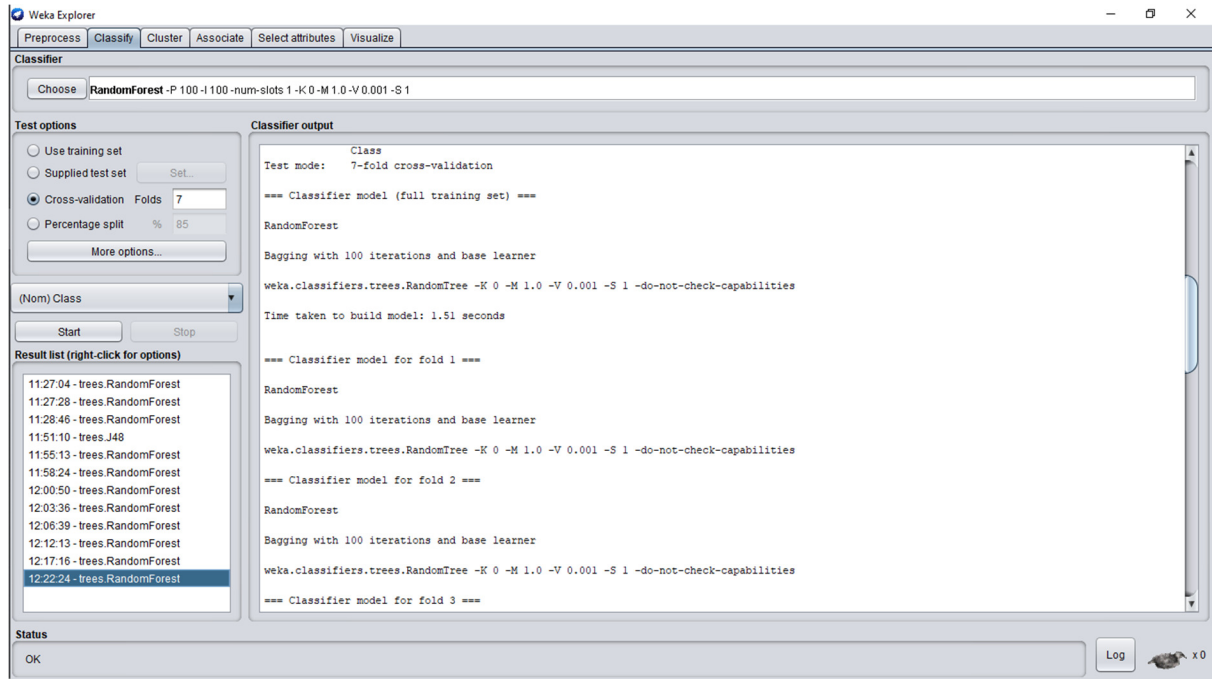 Weka Explorer
Preprocess Classify Cluster Associate Select attributes Visualize
Classifier
Choose RandomForest -P 100 -I 100 -num-slots 1 -K 0 -M 1.0 -V 0.001 -S 1
Test options
Use training set
Supplied test set Set...
Cross-validation Folds 7
Percentage split % 85
More options...
(Nom) Class
Start Stop
Result list (right-click for options)
11:27:04 - trees.RandomForest
11:27:28 - trees.RandomForest
11:28:46 - trees.RandomForest
11:51:10 - trees.J48
11:55:13 - trees.RandomForest
11:58:24 - trees.RandomForest
12:00:50 - trees.RandomForest
12:03:36 - trees.RandomForest
12:06:39 - trees.RandomForest
12:12:13 - trees.RandomForest
12:17:16 - trees.RandomForest
12:22:24 - trees.RandomForest
Classifier output
Class
Test mode: 7-fold cross-validation
=== Classifier model (full training set) ===
RandomForest
Bagging with 100 iterations and base learner
weka.classifiers.trees.RandomTree -K 0 -M 1.0 -V 0.001 -S 1 -do-not-check-capabilities
Time taken to build model: 1.51 seconds
=== Classifier model for fold 1 ===
RandomForest
Bagging with 100 iterations and base learner
weka.classifiers.trees.RandomTree -K 0 -M 1.0 -V 0.001 -S 1 -do-not-check-capabilities
=== Classifier model for fold 2 ===
RandomForest
Bagging with 100 iterations and base learner
weka.classifiers.trees.RandomTree -K 0 -M 1.0 -V 0.001 -S 1 -do-not-check-capabilities
=== Classifier model for fold 3 ===
Status
OK
Log x 0